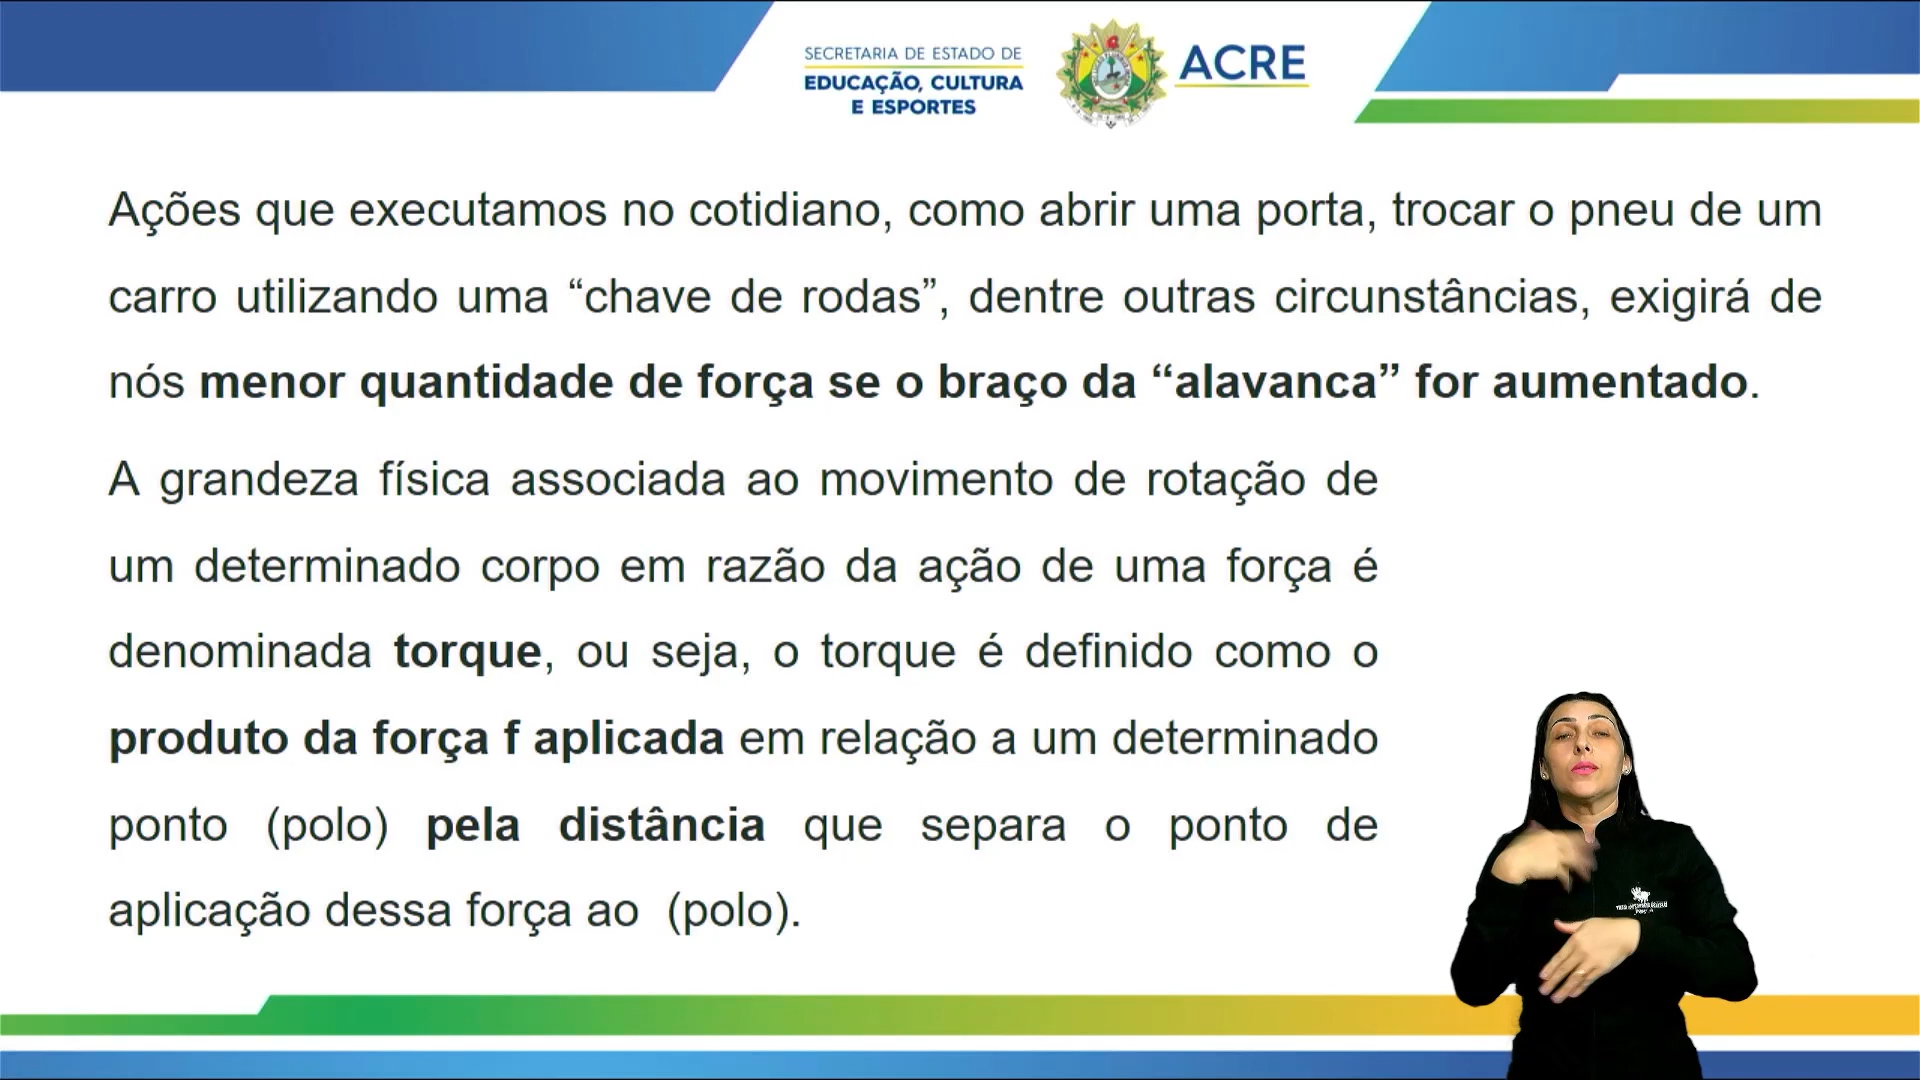 SECRETARIA DE ESTADO DE
EDUCAÇÃO, CULTURA
E ESPORTES
ACRE
Ações que executamos no cotidiano, como abrir uma porta, trocar o pneu de um
carro utilizando uma “chave de rodas”, dentre outras circunstâncias, exigirá de
nós menor quantidade de força se o braço da “alavanca” for aumentado.
A grandeza física associada ao movimento de rotação de
um determinado corpo em razão da ação de uma força é
denominada torque, ou seja, o torque é definido como o
produto da força f aplicada em relação a um determinado
ponto (polo) pela distância que separa o ponto de
aplicação dessa força ao (polo).